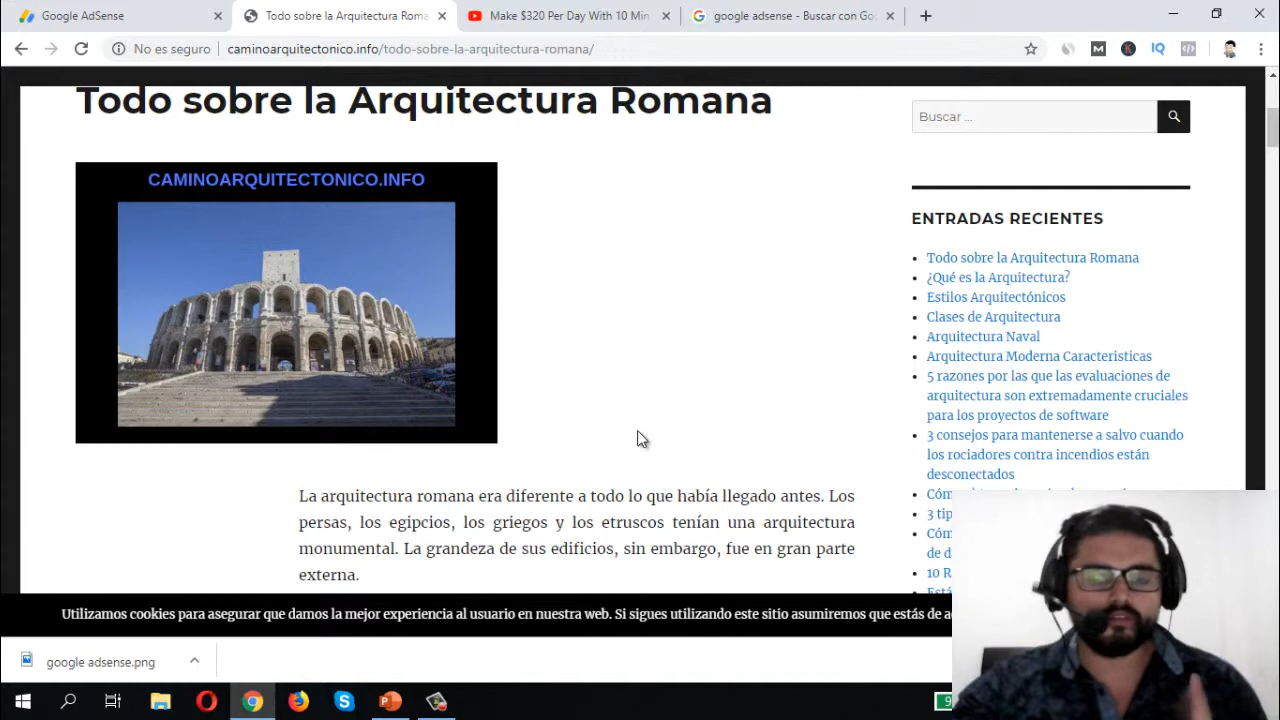 Google AdSense
Todo sobre la Arquitectura Roma
Make $320 Per Day With 10 Min
google adsense - Buscar con Goo
No es seguro
caminoarquitectonico.info/todo-sobre-la-arquitectura-romana/
Todo sobre la Arquitectura Romana
CAMINOARQUITECTONICO.INFO
La arquitectura romana era diferente a todo lo que había llegado antes. Los
persas, los egipcios, los griegos y los etruscos tenían una arquitectura
monumental. La grandeza de sus edificios, sin embargo, fue en gran parte
externa.
Buscar ...
ENTRADAS RECIENTES
Todo sobre la Arquitectura Romana
¿Qué es la Arquitectura?
Estilos Arquitectónicos
Clases de Arquitectura
Arquitectura Naval
Arquitectura Moderna Caracteristicas
5 razones por las que las evaluaciones de
arquitectura son extremadamente cruciales
para los proyectos de software
3 consejos para mantenerse a salvo cuando
los rociadores contra incendios están
desconectados
3 tip
de d
10 R
Utilizamos cookies para asegurar que damos la mejor experiencia al usuario en nuestra web. Si sigues utilizando este sitio asumiremos que estás de ac
google adsense.png